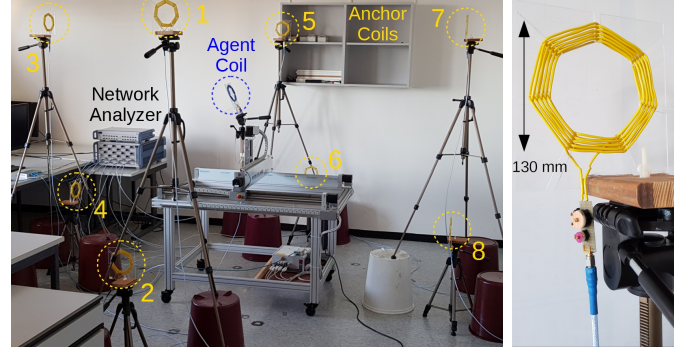 1
5
Anchor
Coils
7
3
Agent
Coil
Network
Analyzer
6
4
2
8
130 mm